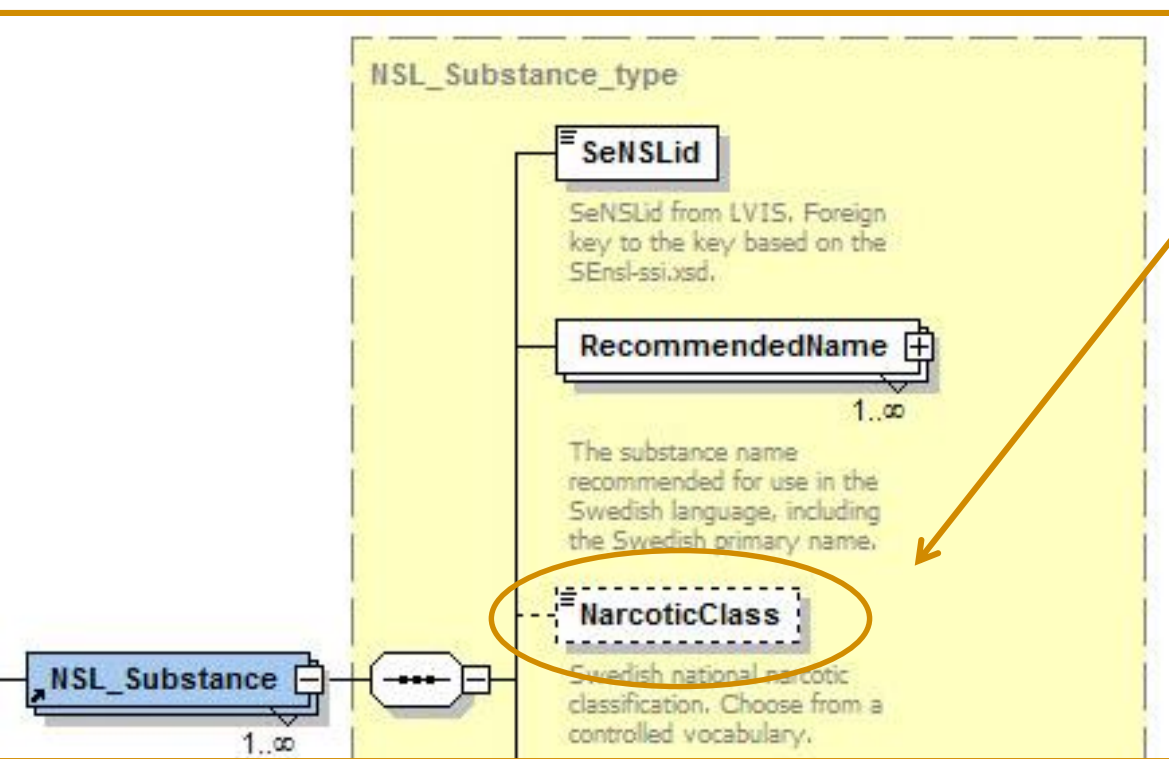 NSL_Substance_type
SeNSLid
SeNSLid from LVIS. Foreign
key to the key based on the
SEnsl-ssi.xsd.
RecommendedName
1..∞
The substance name
recommended for use in the
Swedish language, including
the Swedish primary name.
NarcoticClass
Swedish national narcotic
classification. Choose from a
controlled vocabulary.
NSL_Substance
1..∞